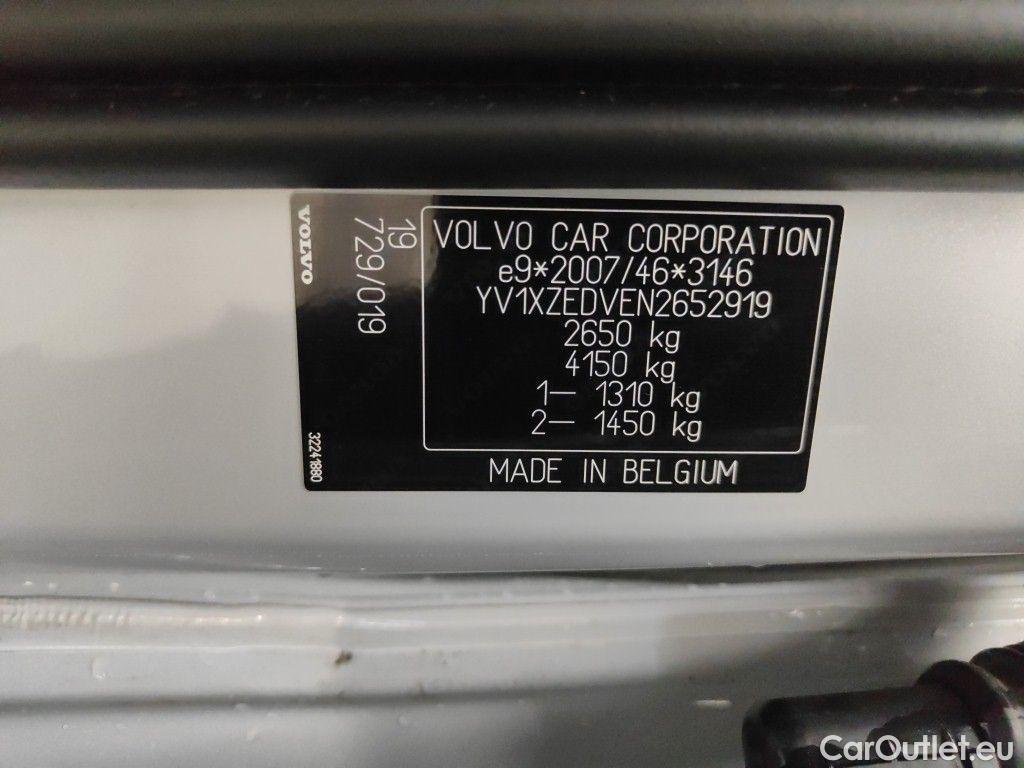 VOLVO
19
729/019
32241880
VOLVO CAR CORPORATION
e9*2007/46*3146
YV1XZEDVEN2652919
2650 kg
4150 kg
1– 1310 kg
2– 1450 kg
MADE IN BELGIUM
CarOutlet.eu